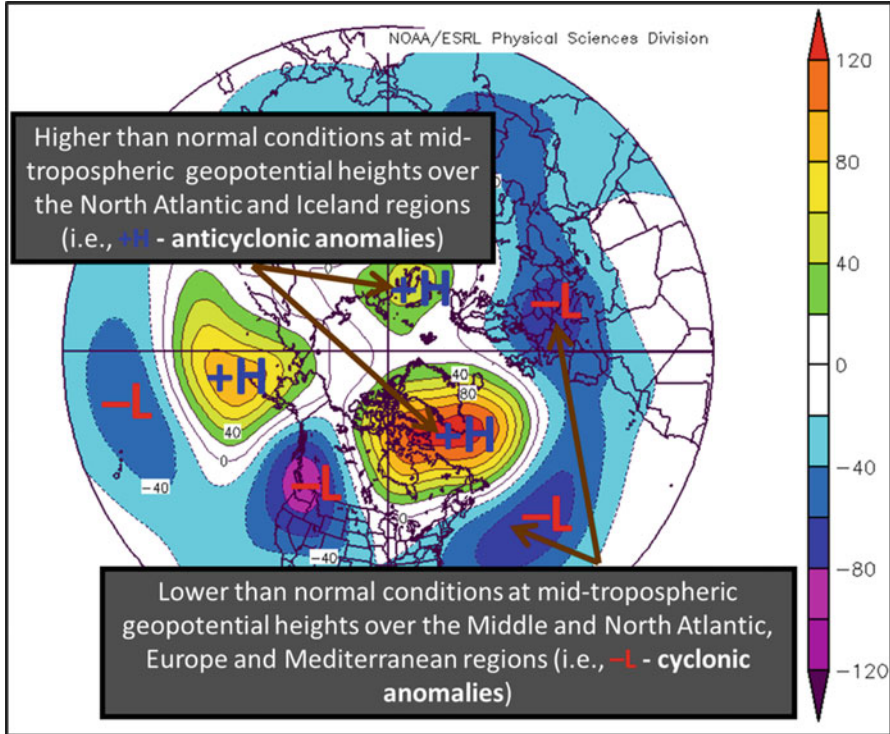 NOAA/ESRL Physical Sciences Division
Higher than normal conditions at mid-
tropospheric geopotential heights over
the North Atlantic and Iceland regions
(i.e., +H - anticyclonic anomalies)
0
+H
-L
+H
40
80
-L
+H
40
0
-40
-L
-L
-40
+H
-L
Lower than normal conditions at mid-tropospheric
geopotential heights over the Middle and North Atlantic,
Europe and Mediterranean regions (i.e., –L - cyclonic
anomalies)
120
80
40
0
-40
-80
-120